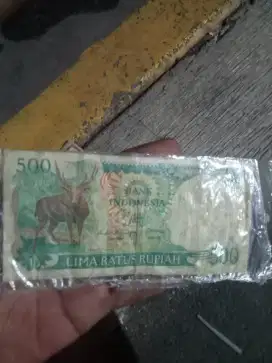 500
BANK
INDONESIA
LIMA RATUS RUPIAH
500